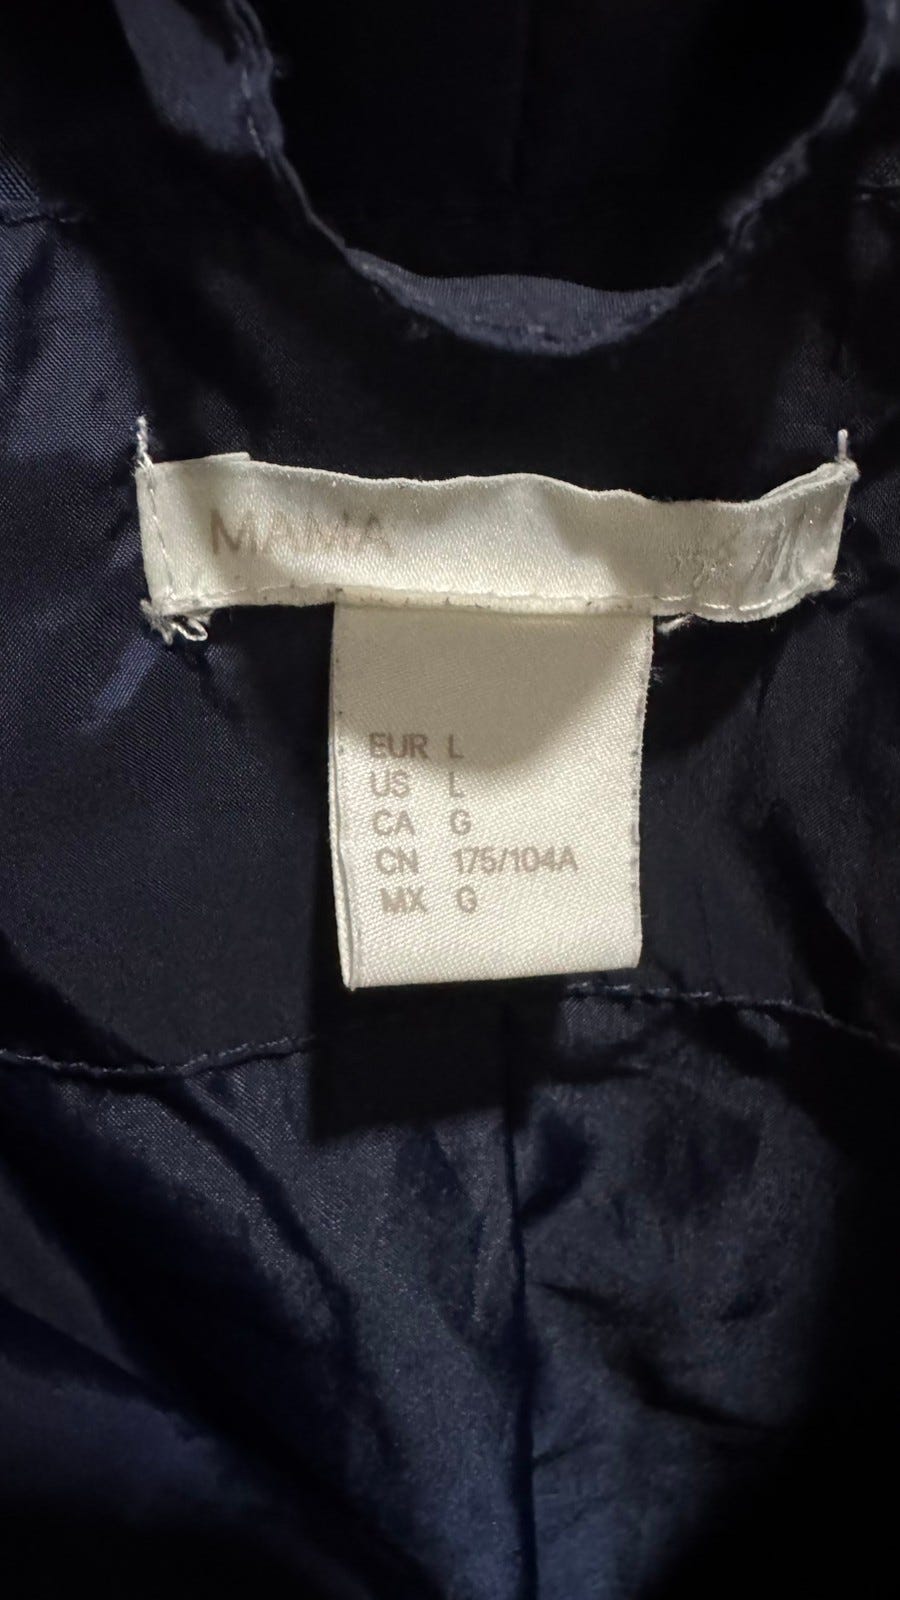 MAMA
EUR L
US L
CA G
CN 175/104A
MX G